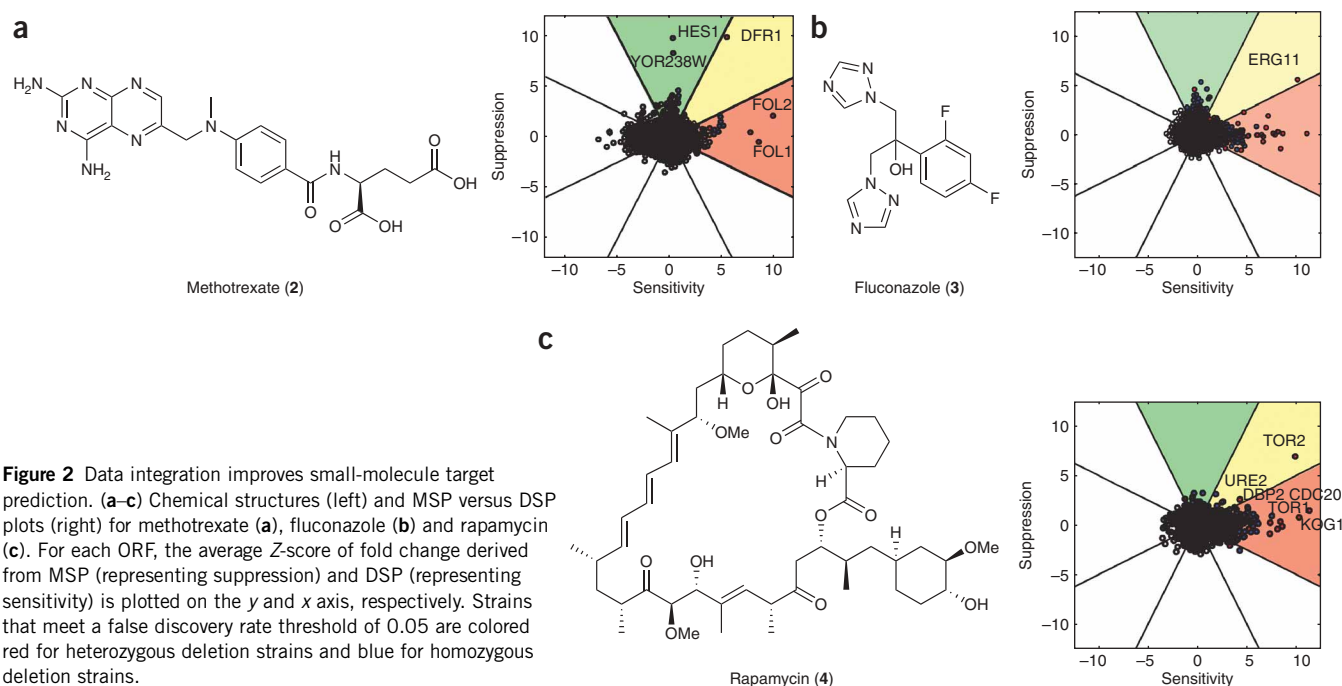 a
H2N
N
N
N
N
NH2
N
H
N
O
O
OH
O
OH
Methotrexate (2)
Suppression
10
5
0
−5
−10
HES1
DFR1
YOR238W
FOL2
FOL1
−10
−5
0
5
10
Sensitivity
b
N
N
N
F
OH
N
N
N
F
Fluconazole (3)
Suppression
10
5
0
−5
−10
ERG11
−10
−5
0
5
10
Sensitivity
c
O
H
OH
O
O
OMe
N
H
O
O
O
OH
O
OMe
O
H
OMe
OH
Rapamycin (4)
Suppression
10
5
0
−5
−10
TOR2
URE2
DBP2 CDC20
TOR1
KOG1
−10
−5
0
5
10
Sensitivity
Figure 2 Data integration improves small-molecule target
prediction. (a–c) Chemical structures (left) and MSP versus DSP
plots (right) for methotrexate (a), fluconazole (b) and rapamycin
(c). For each ORF, the average Z-score of fold change derived
from MSP (representing suppression) and DSP (representing
sensitivity) is plotted on the y and x axis, respectively. Strains
that meet a false discovery rate threshold of 0.05 are colored
red for heterozygous deletion strains and blue for homozygous
deletion strains.